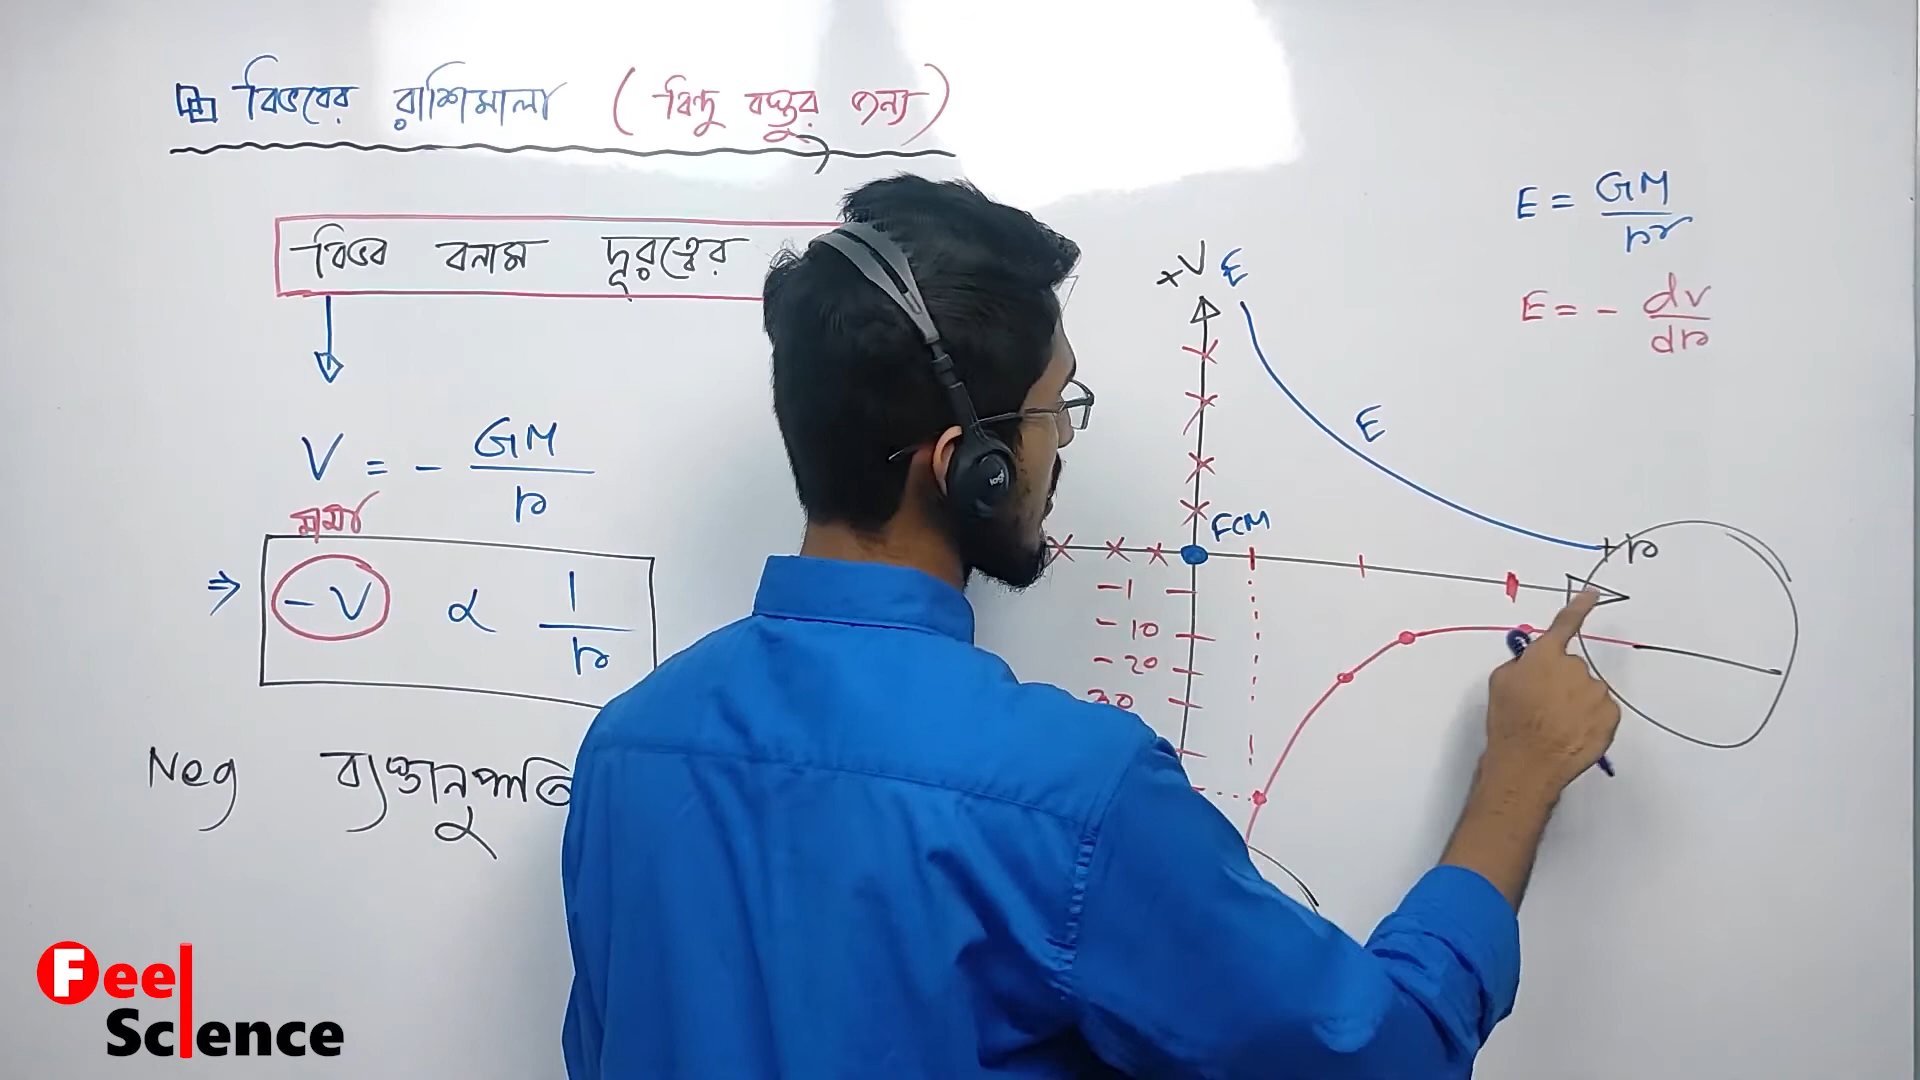 বিভবের রাশিমালা (বিন্দু বস্তুর জন্য)
বিভব বনাম দূরত্বের
V = - GM / r
⇒ - V ∝ 1 / r
Neg ব্যস্তানুপাতি
+V E
E
FCM
+r
-1
-10
-20
30
E = GM / r²
E = - dv / dr
Feel
Science
logi